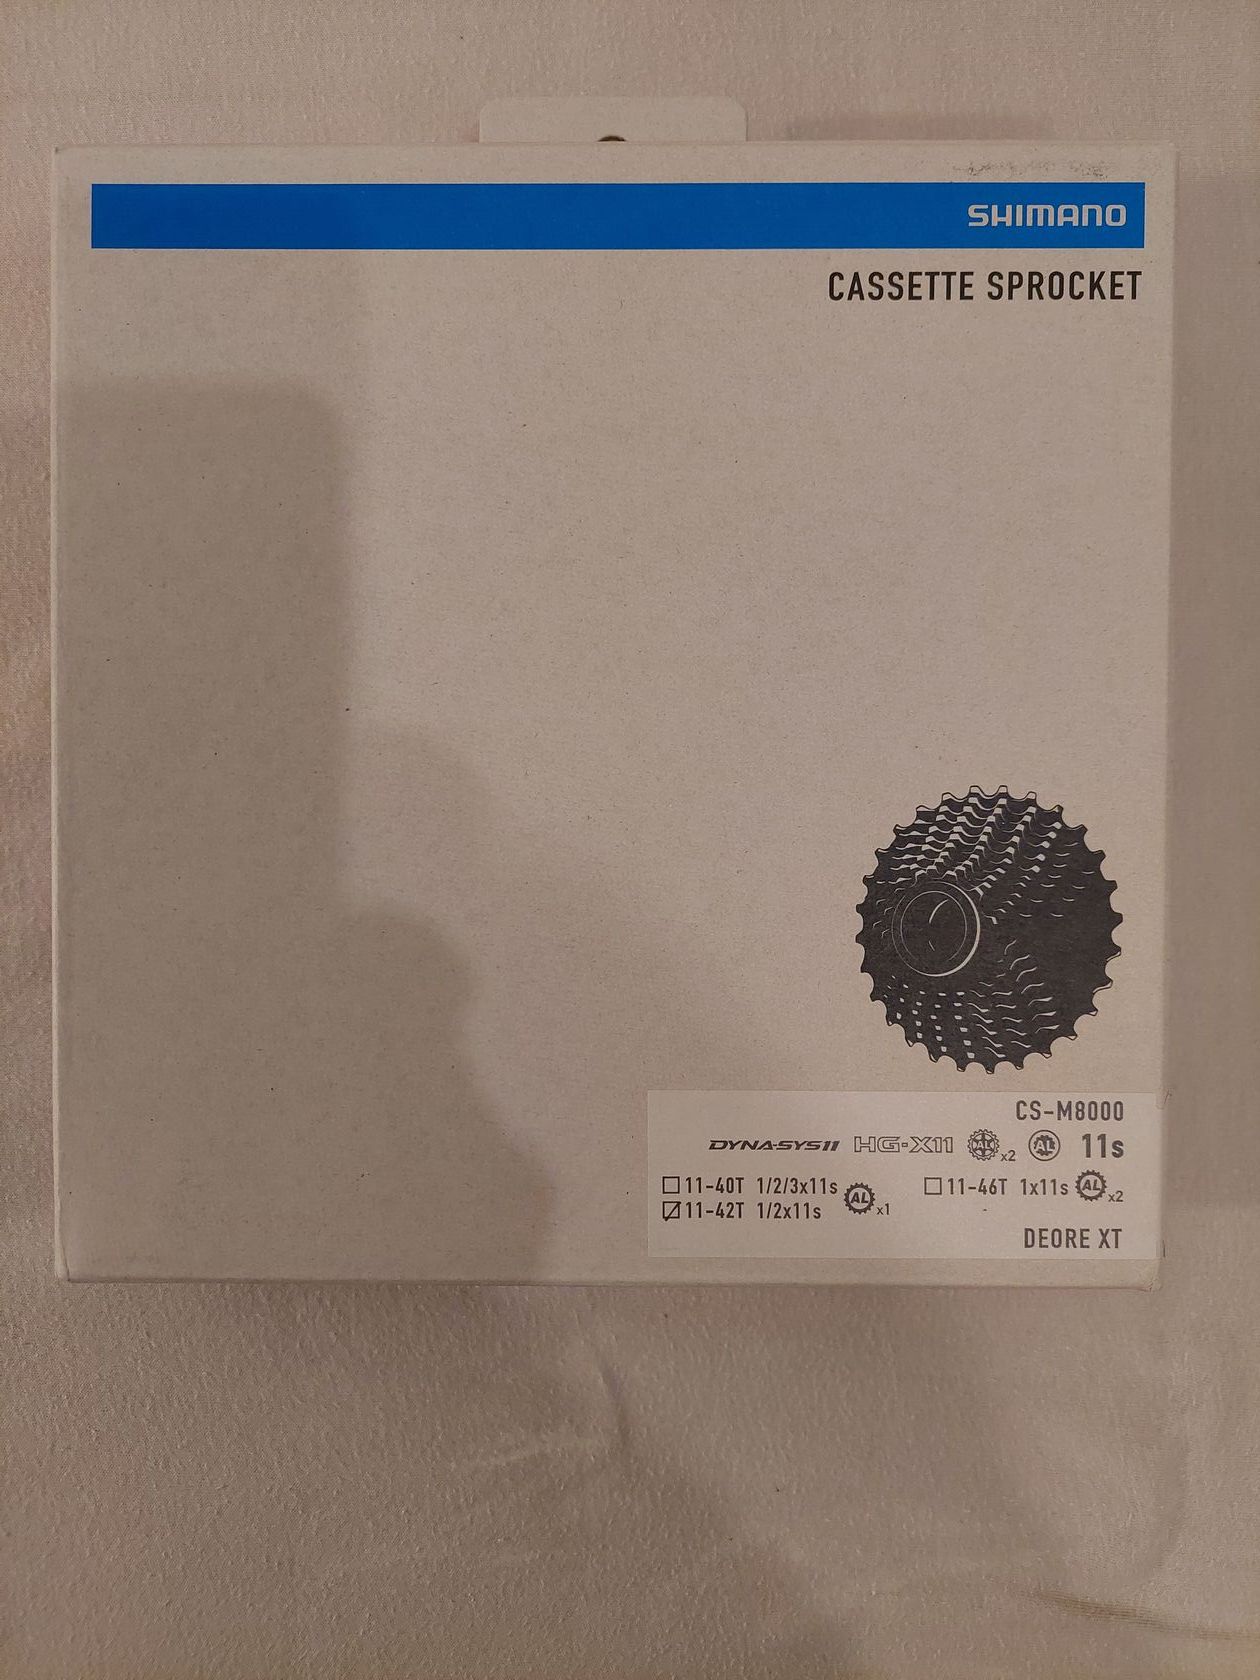 SHIMANO
CASSETTE SPROCKET
CS-M8000
DYNA-SYS11 HG-X11 x2 AL 11s
11-40T 1/2/3x11s AL x1 11-46T 1x11s AL x2
11-42T 1/2x11s
DEORE XT